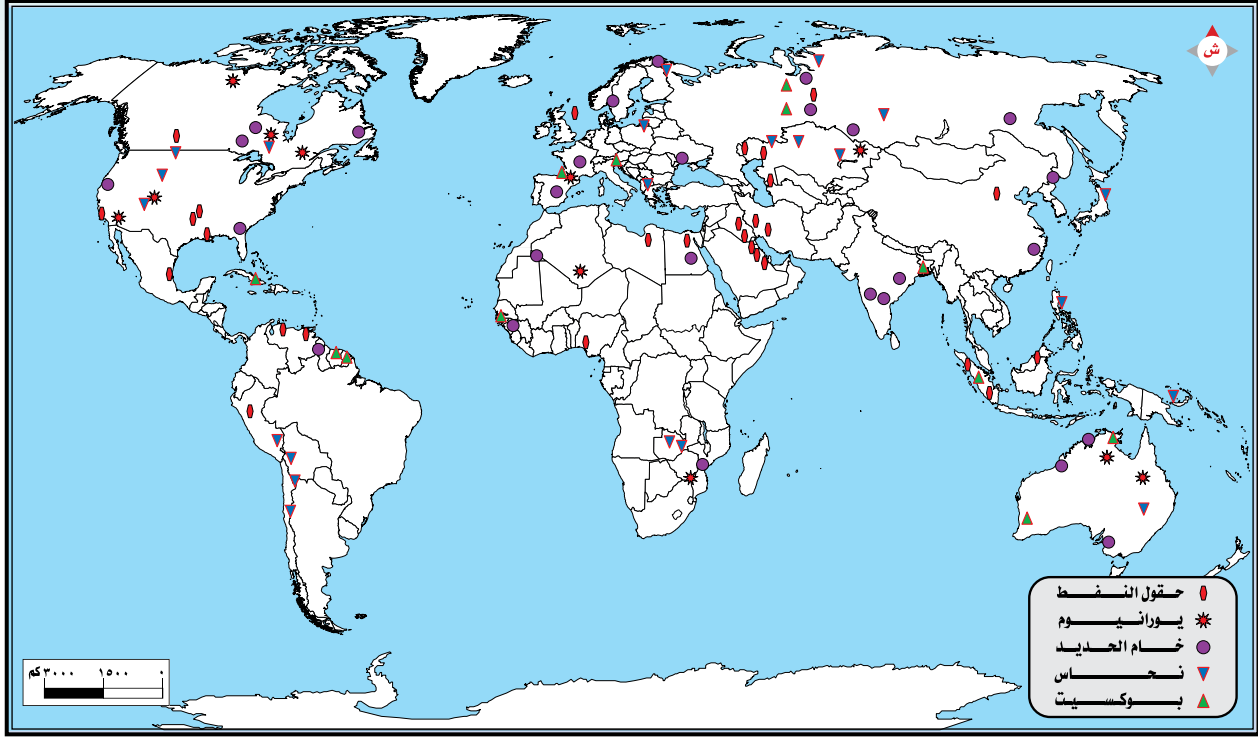 ش
حقول النفط
يورانيوم
خام الحديد
نحاس
بوكسيت
٠ ١٥٠٠ ٣٠٠٠ كم